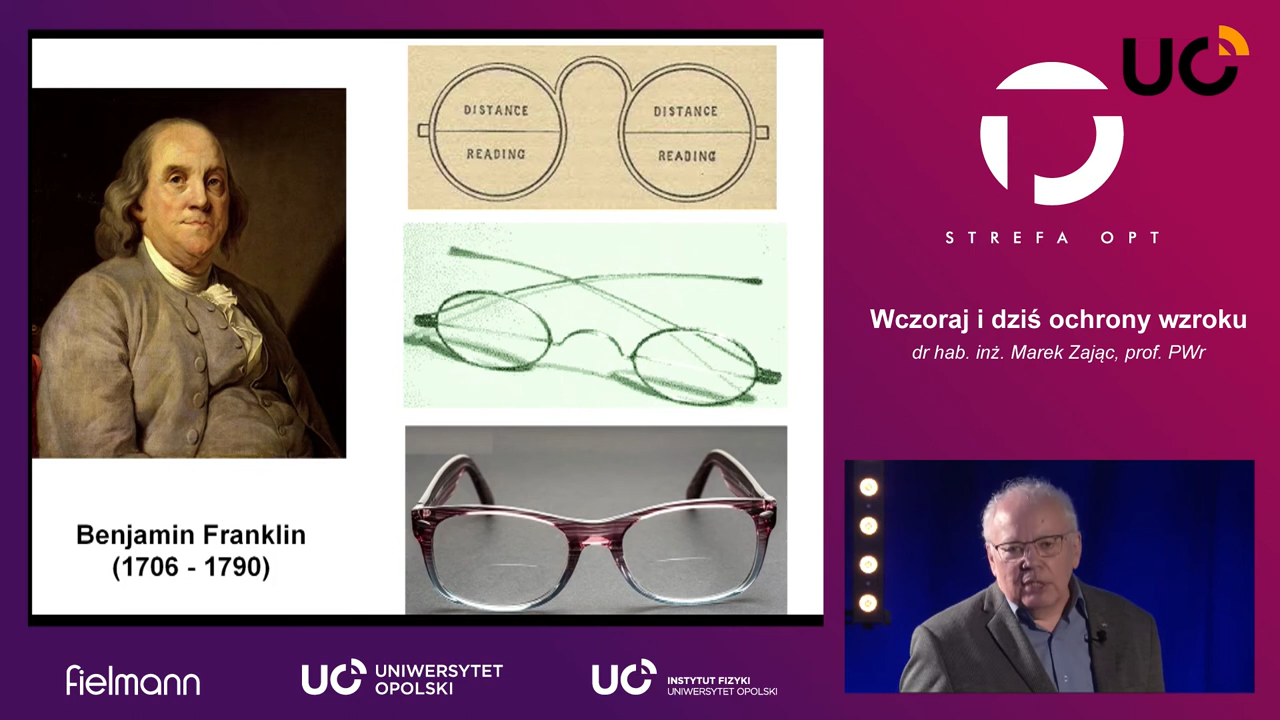 DISTANCE
READING
DISTANCE
READING
Benjamin Franklin
(1706 - 1790)
UO
STREFA OPT
Wczoraj i dziś ochrony wzroku
dr hab. inż. Marek Zając, prof. PWr
fielmann
UO UNIWERSYTET
OPOLSKI
UO INSTYTUT FIZYKI
UNIWERSYTET OPOLSKI